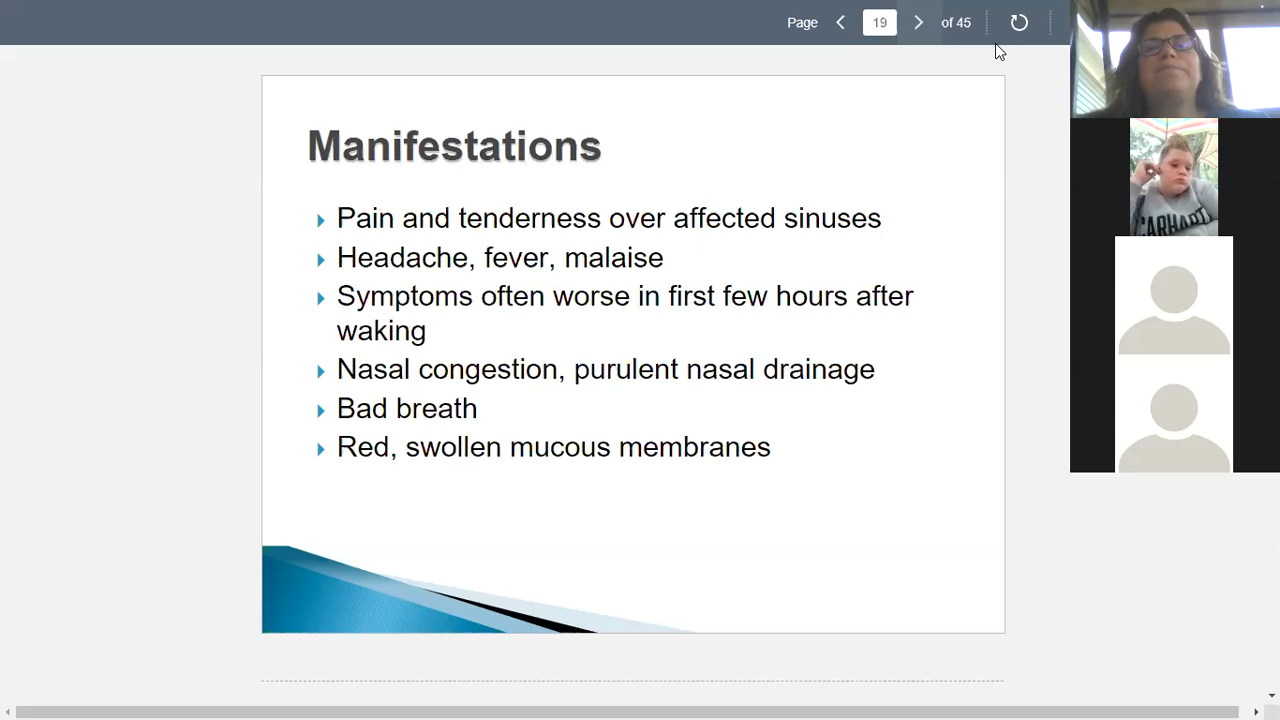 Page 19 of 45
Manifestations
Pain and tenderness over affected sinuses
Headache, fever, malaise
Symptoms often worse in first few hours after
waking
Nasal congestion, purulent nasal drainage
Bad breath
Red, swollen mucous membranes
CARHARTT